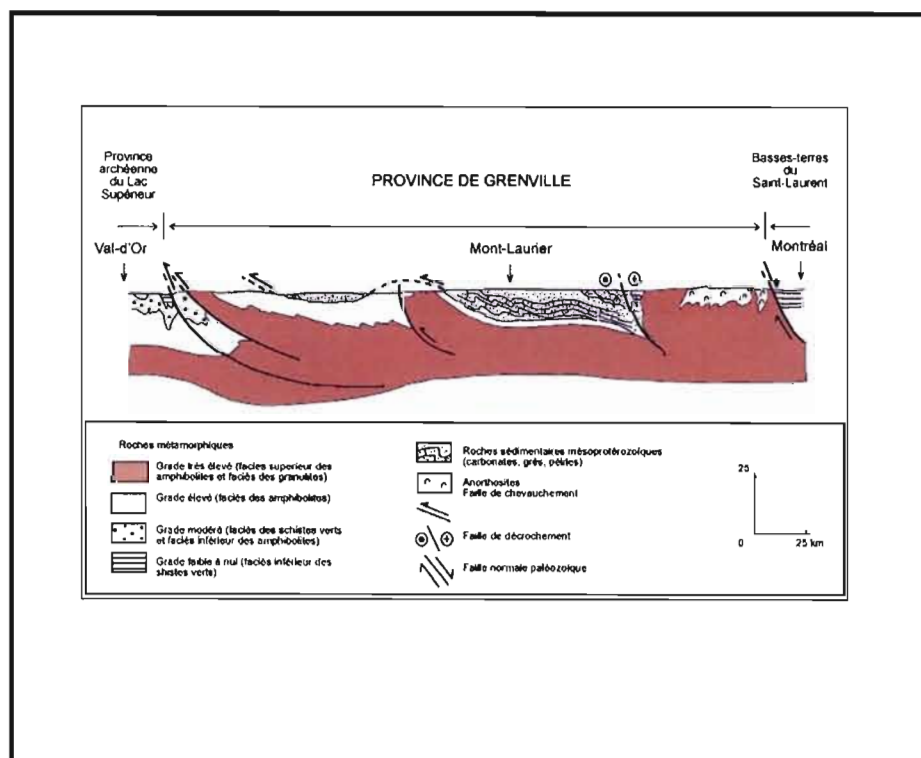 Province
archéenne
du Lac
Supérieur
PROVINCE DE GRENVILLE
Basses-terres
du
Saint-Laurent
Val-d'Or
Mont-Laurier
Montréal
Roches métamorphiques
Grade très élevé (faciès superieur des
amphibolites et faciès des granulites)
Grade élevé (faciès des amphibolites)
Grade modéré (faciès des schistes verts
et faciès inférieur des amphibolites)
Grade faible à nul (faciès inférieur des
shistes verts)
Roches sédimentaires mésoprotérozoïques
(carbonates, grès, pélites)
Anorthosites
Faille de chevauchement
Faille de décrochement
Faille normale paléozoïque
25
0 25 km